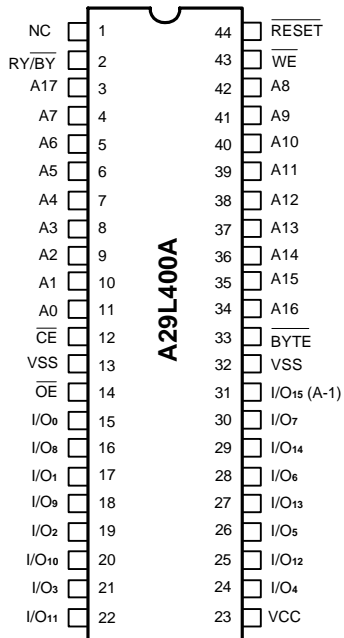 NC 1 44 RESET
RY/BY 2 43 WE
A17 3 42 A8
A7 4 41 A9
A6 5 40 A10
A5 6 39 A11
A4 7 38 A12
A3 8 37 A13
A2 9 36 A14
A1 10 35 A15
A0 11 34 A16
CE 12 33 BYTE
VSS 13 32 VSS
OE 14 31 I/O15 (A-1)
I/O0 15 30 I/O7
I/O8 16 29 I/O14
I/O1 17 28 I/O6
I/O9 18 27 I/O13
I/O2 19 26 I/O5
I/O10 20 25 I/O12
I/O3 21 24 I/O4
I/O11 22 23 VCC
A29L400A